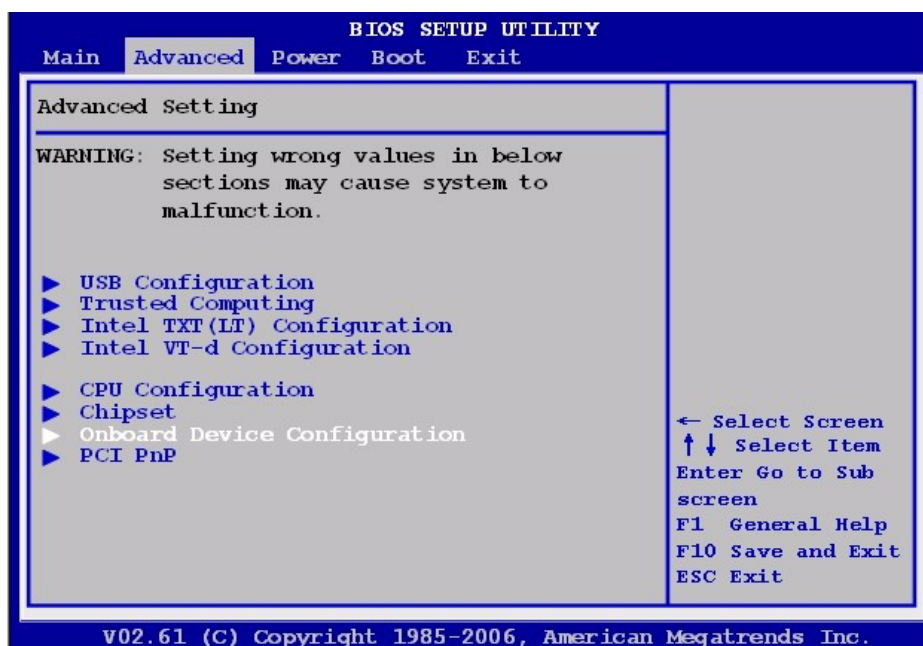 BIOS SETUP UTILITY
Main Advanced Power Boot Exit
Advanced Setting
WARNING: Setting wrong values in below
sections may cause system to
malfunction.
▶ USB Configuration
▶ Trusted Computing
▶ Intel TXT(LT) Configuration
▶ Intel VT-d Configuration
▶ CPU Configuration
▶ Chipset
▶ Onboard Device Configuration
▶ PCI PnP
← Select Screen
↑↓ Select Item
Enter Go to Sub
screen
F1 General Help
F10 Save and Exit
ESC Exit
V02.61 (C) Copyright 1985-2006, American Megatrends Inc.